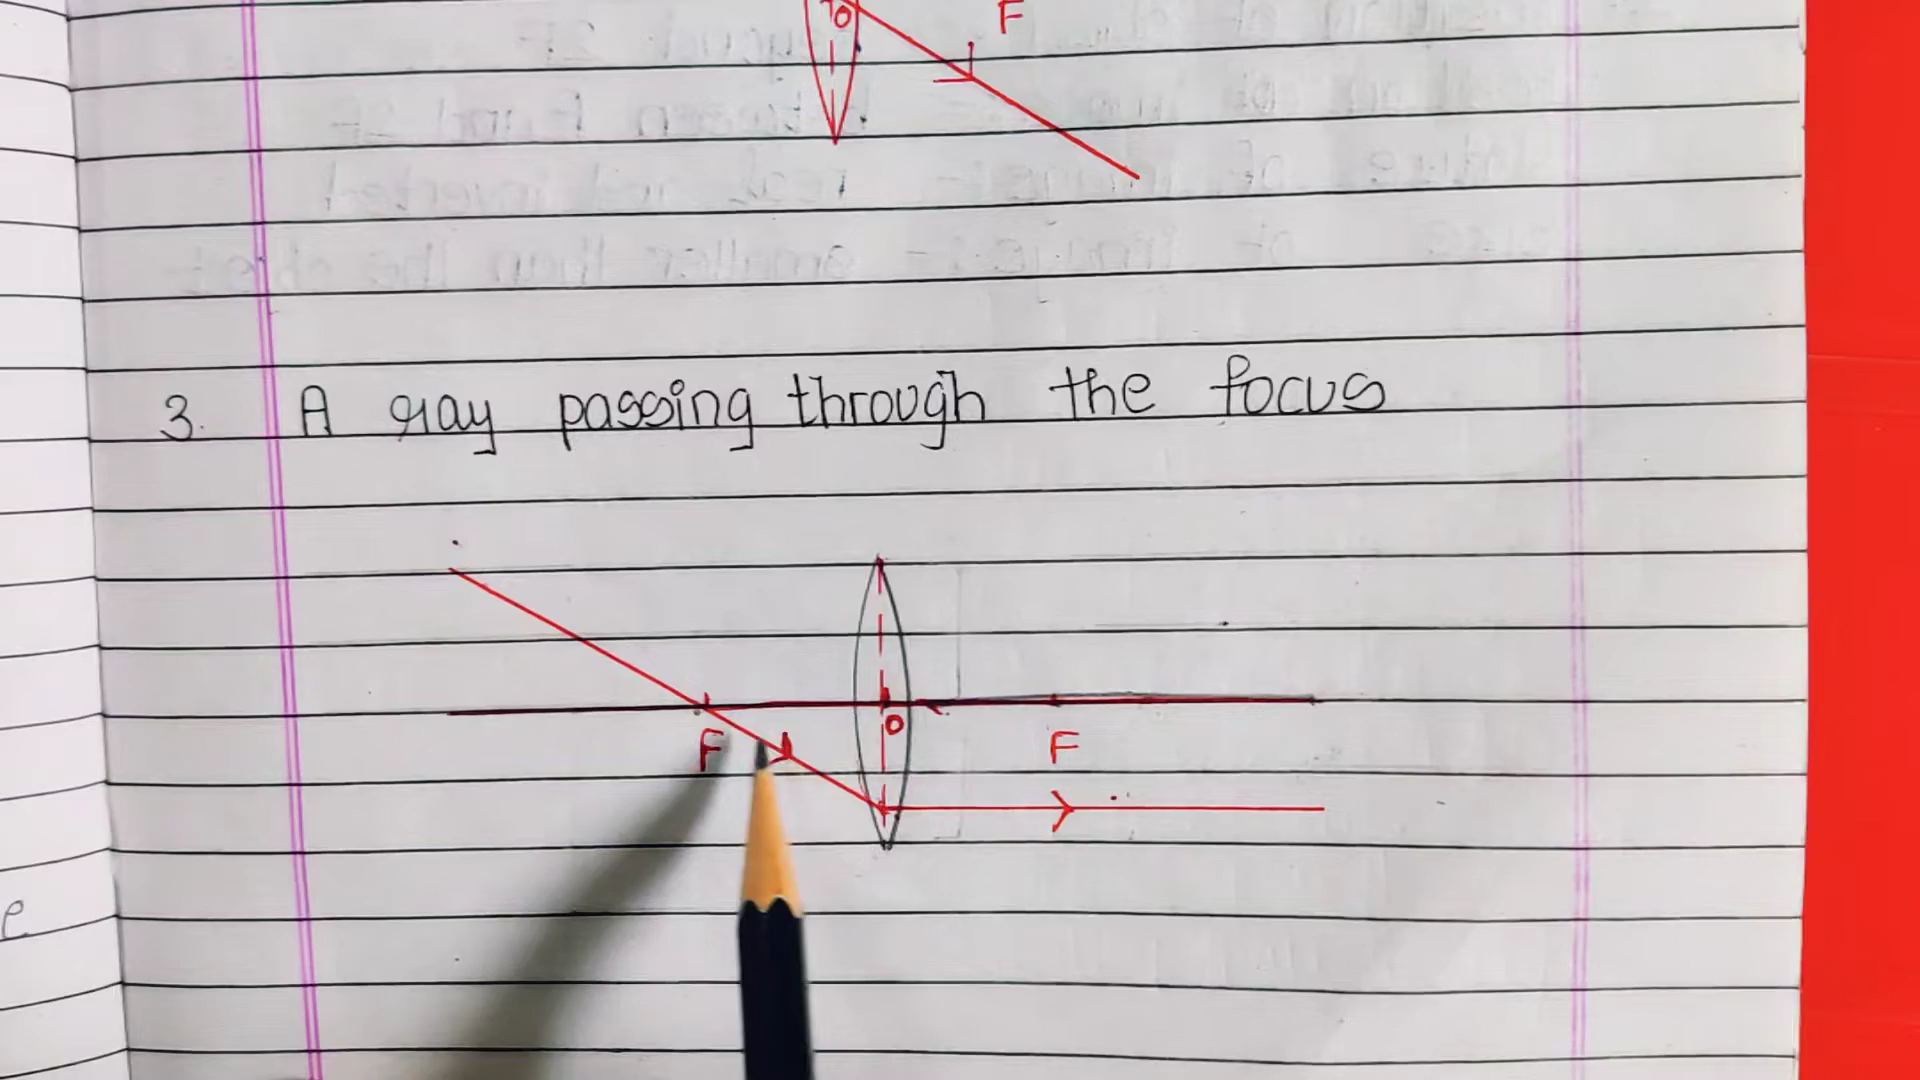 O F
3. A ray passing through the focus
O
F F
e